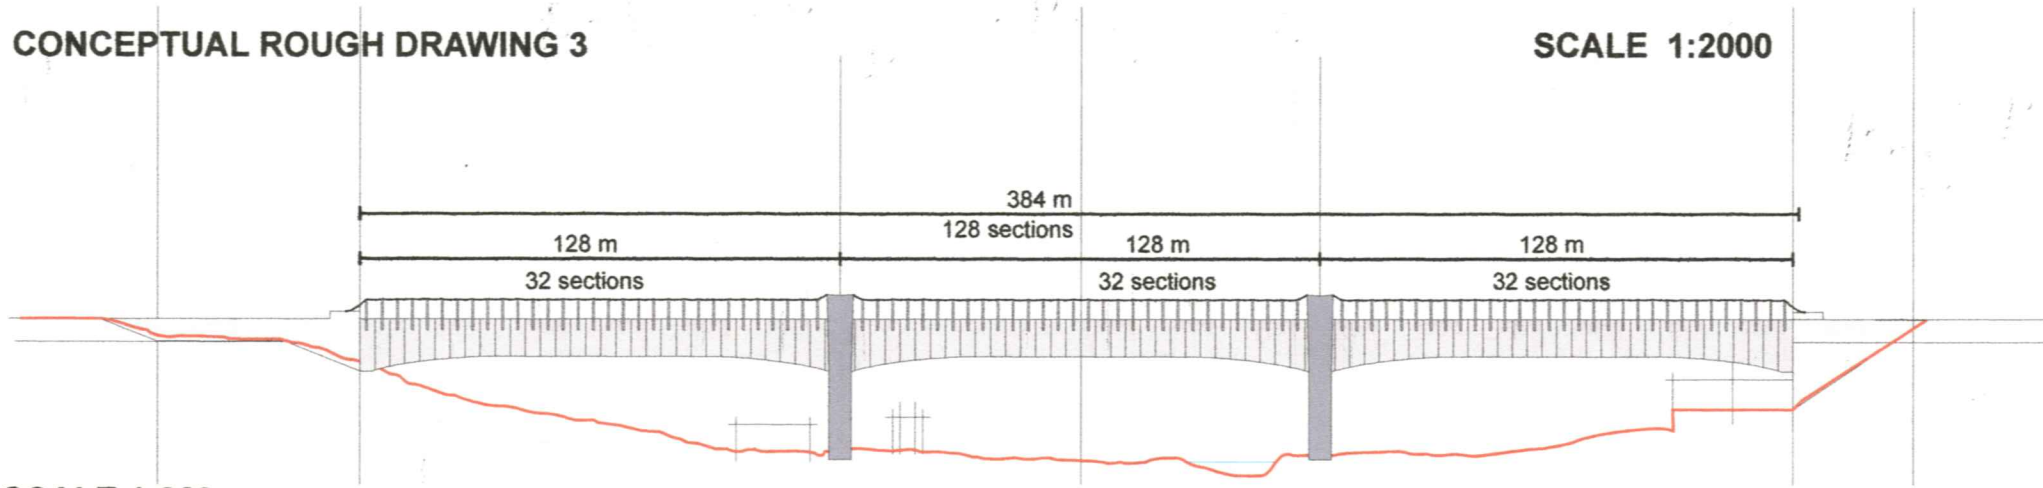 CONCEPTUAL ROUGH DRAWING 3
SCALE 1:2000
384 m
128 sections
128 m
128 m
128 m
32 sections
32 sections
32 sections